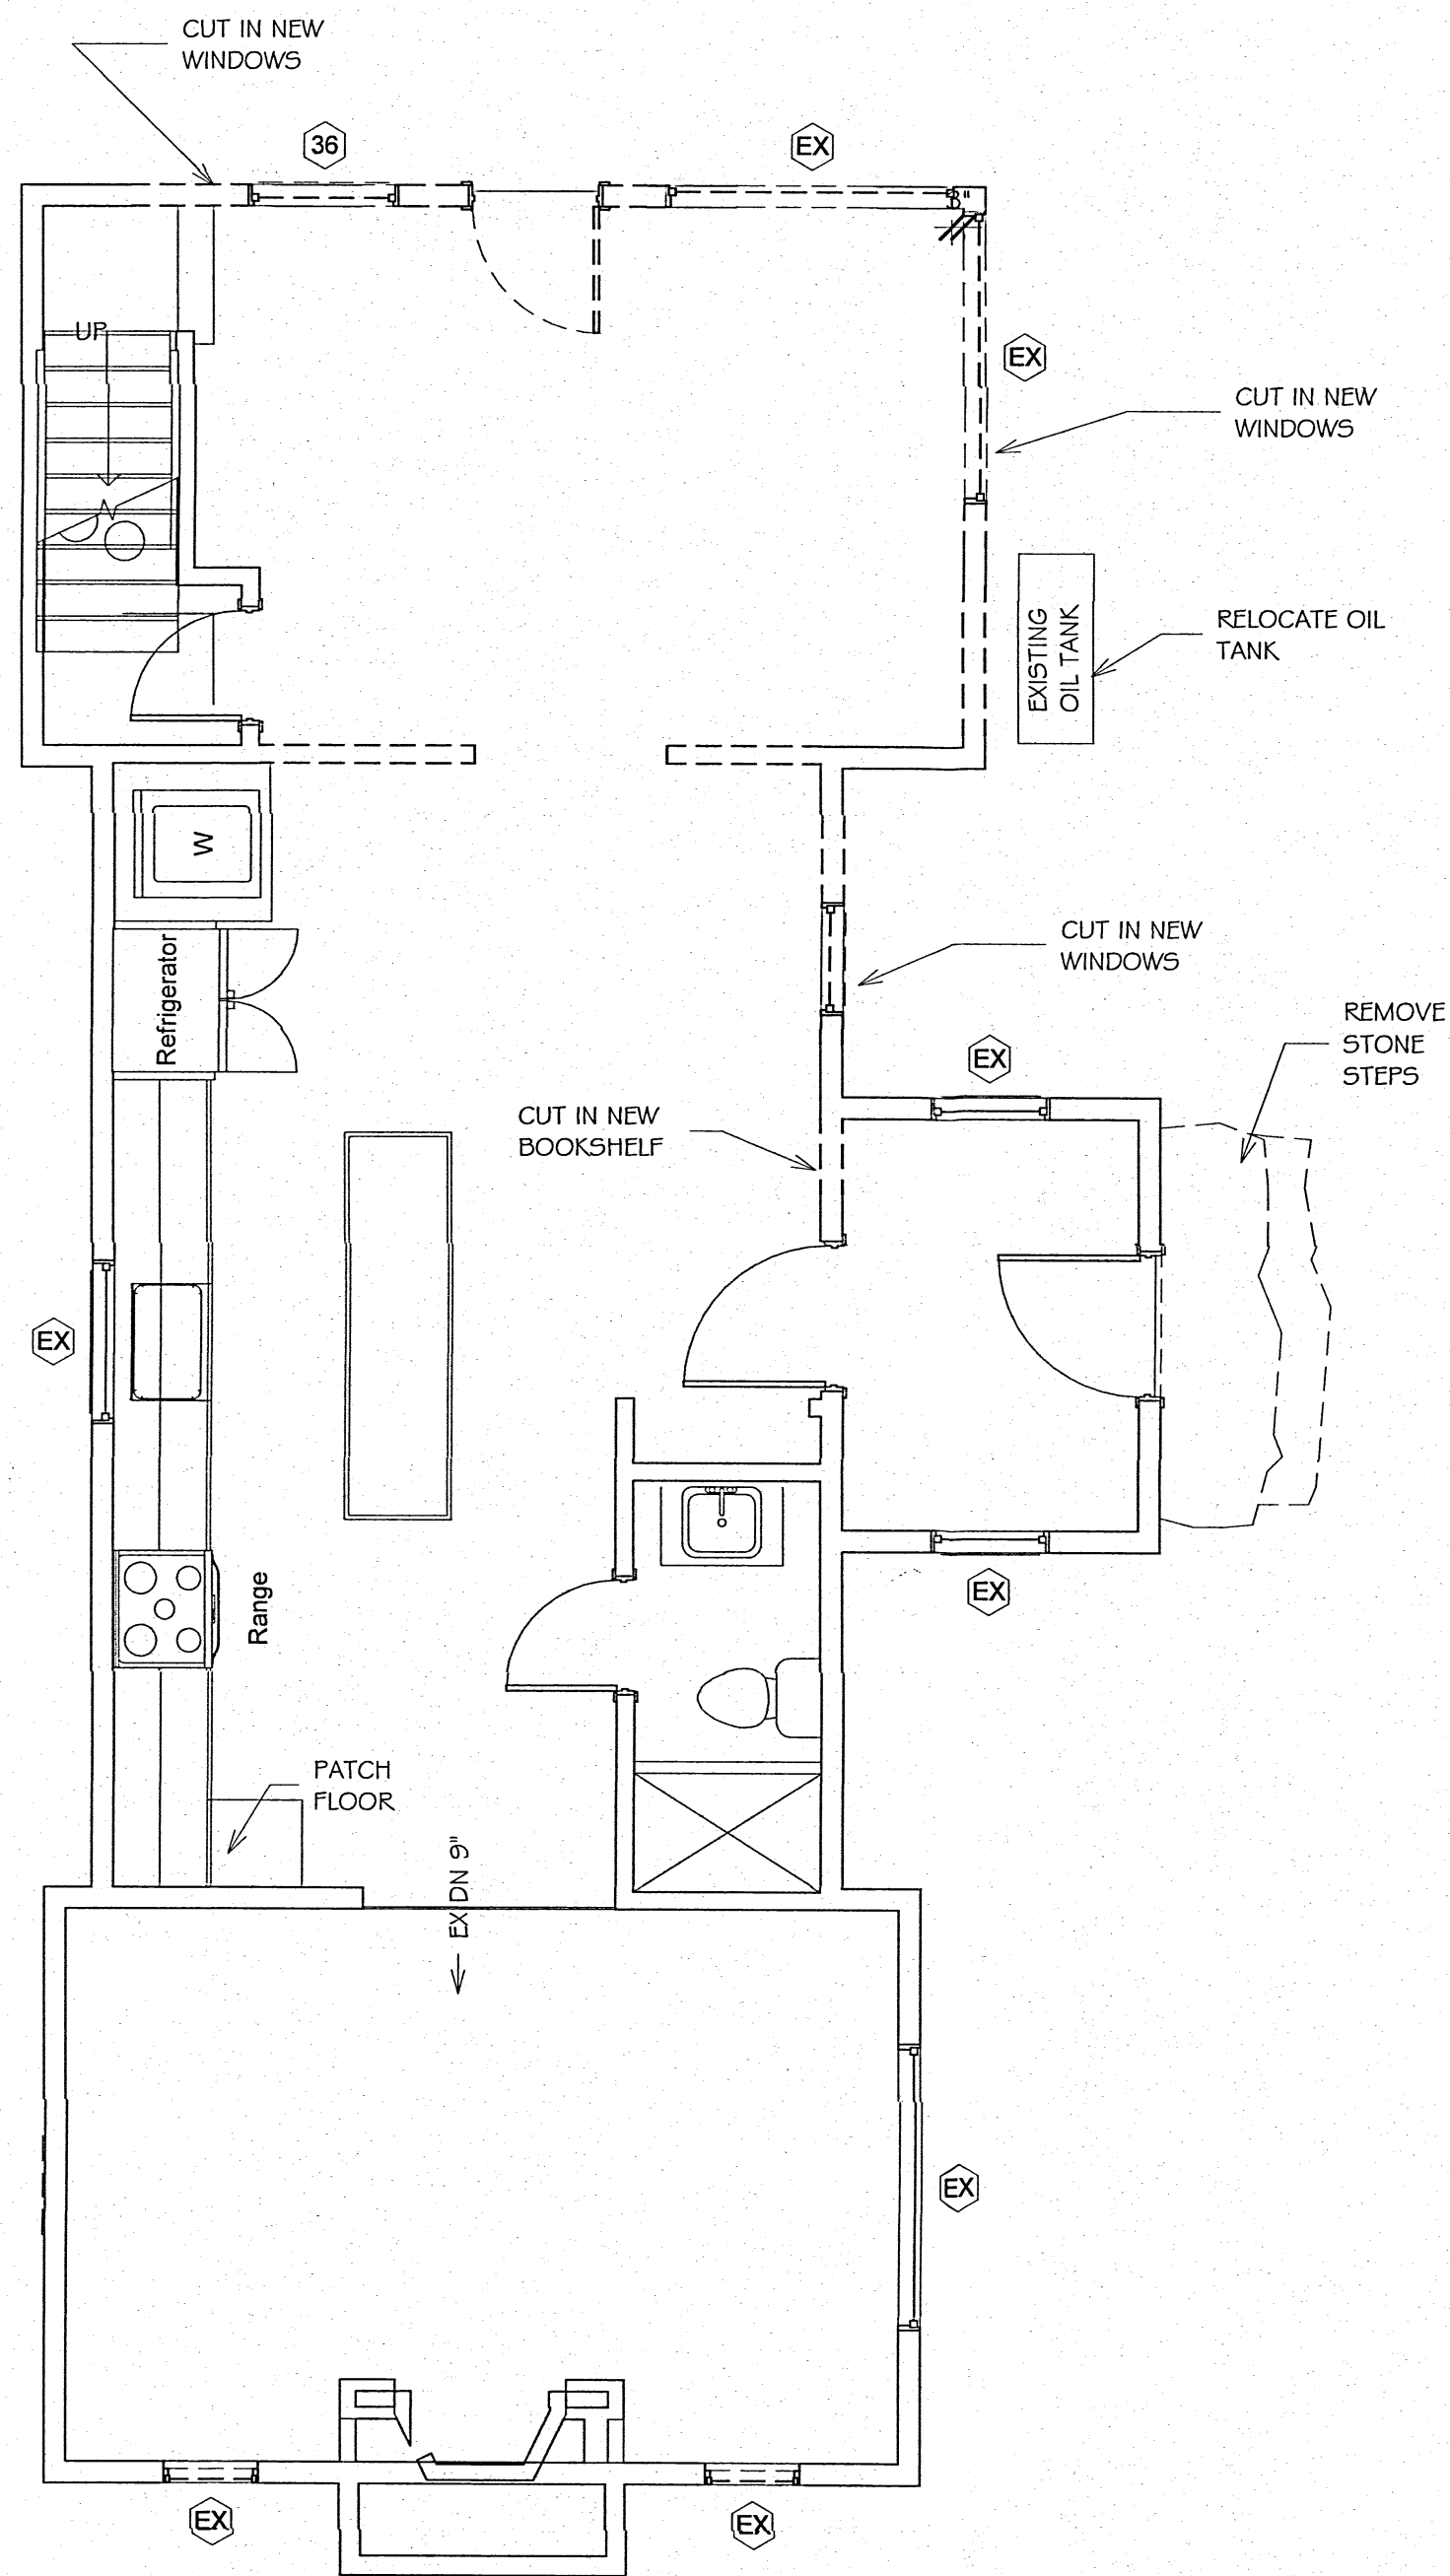 CUT IN NEW
WINDOWS
36
EX
3"
UP
EX
CUT IN NEW
WINDOWS
EXISTING
OIL TANK
RELOCATE OIL
TANK
W
Refrigerator
CUT IN NEW
WINDOWS
REMOVE
STONE
STEPS
EX
CUT IN NEW
BOOKSHELF
EX
Range
EX
PATCH
FLOOR
EX DN 9"
EX
EX
EX